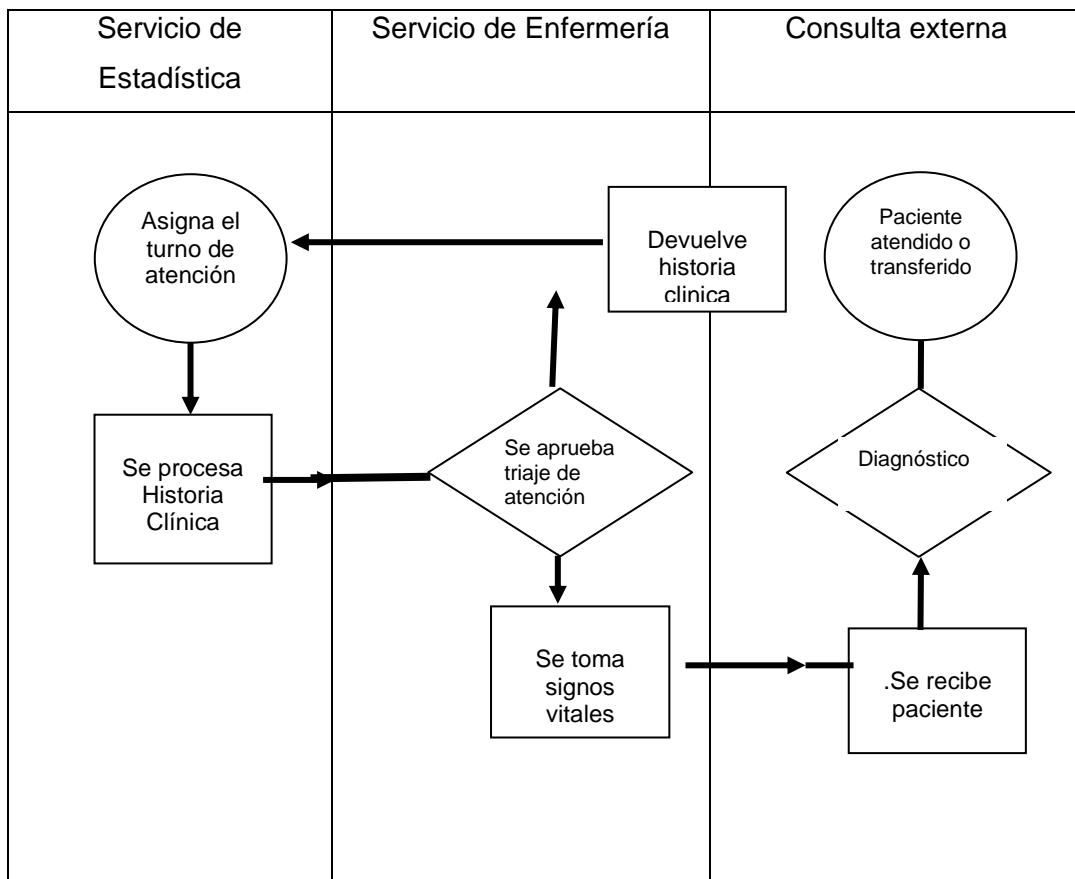 Servicio de
Estadística
Servicio de Enfermería
Consulta externa
Asigna el
turno de
atención
Devuelve
historia
clinica
Paciente
atendido o
transferido
Se procesa
Historia
Clínica
Se aprueba
triaje de
atención
Diagnóstico
Se toma
signos
vitales
.Se recibe
paciente